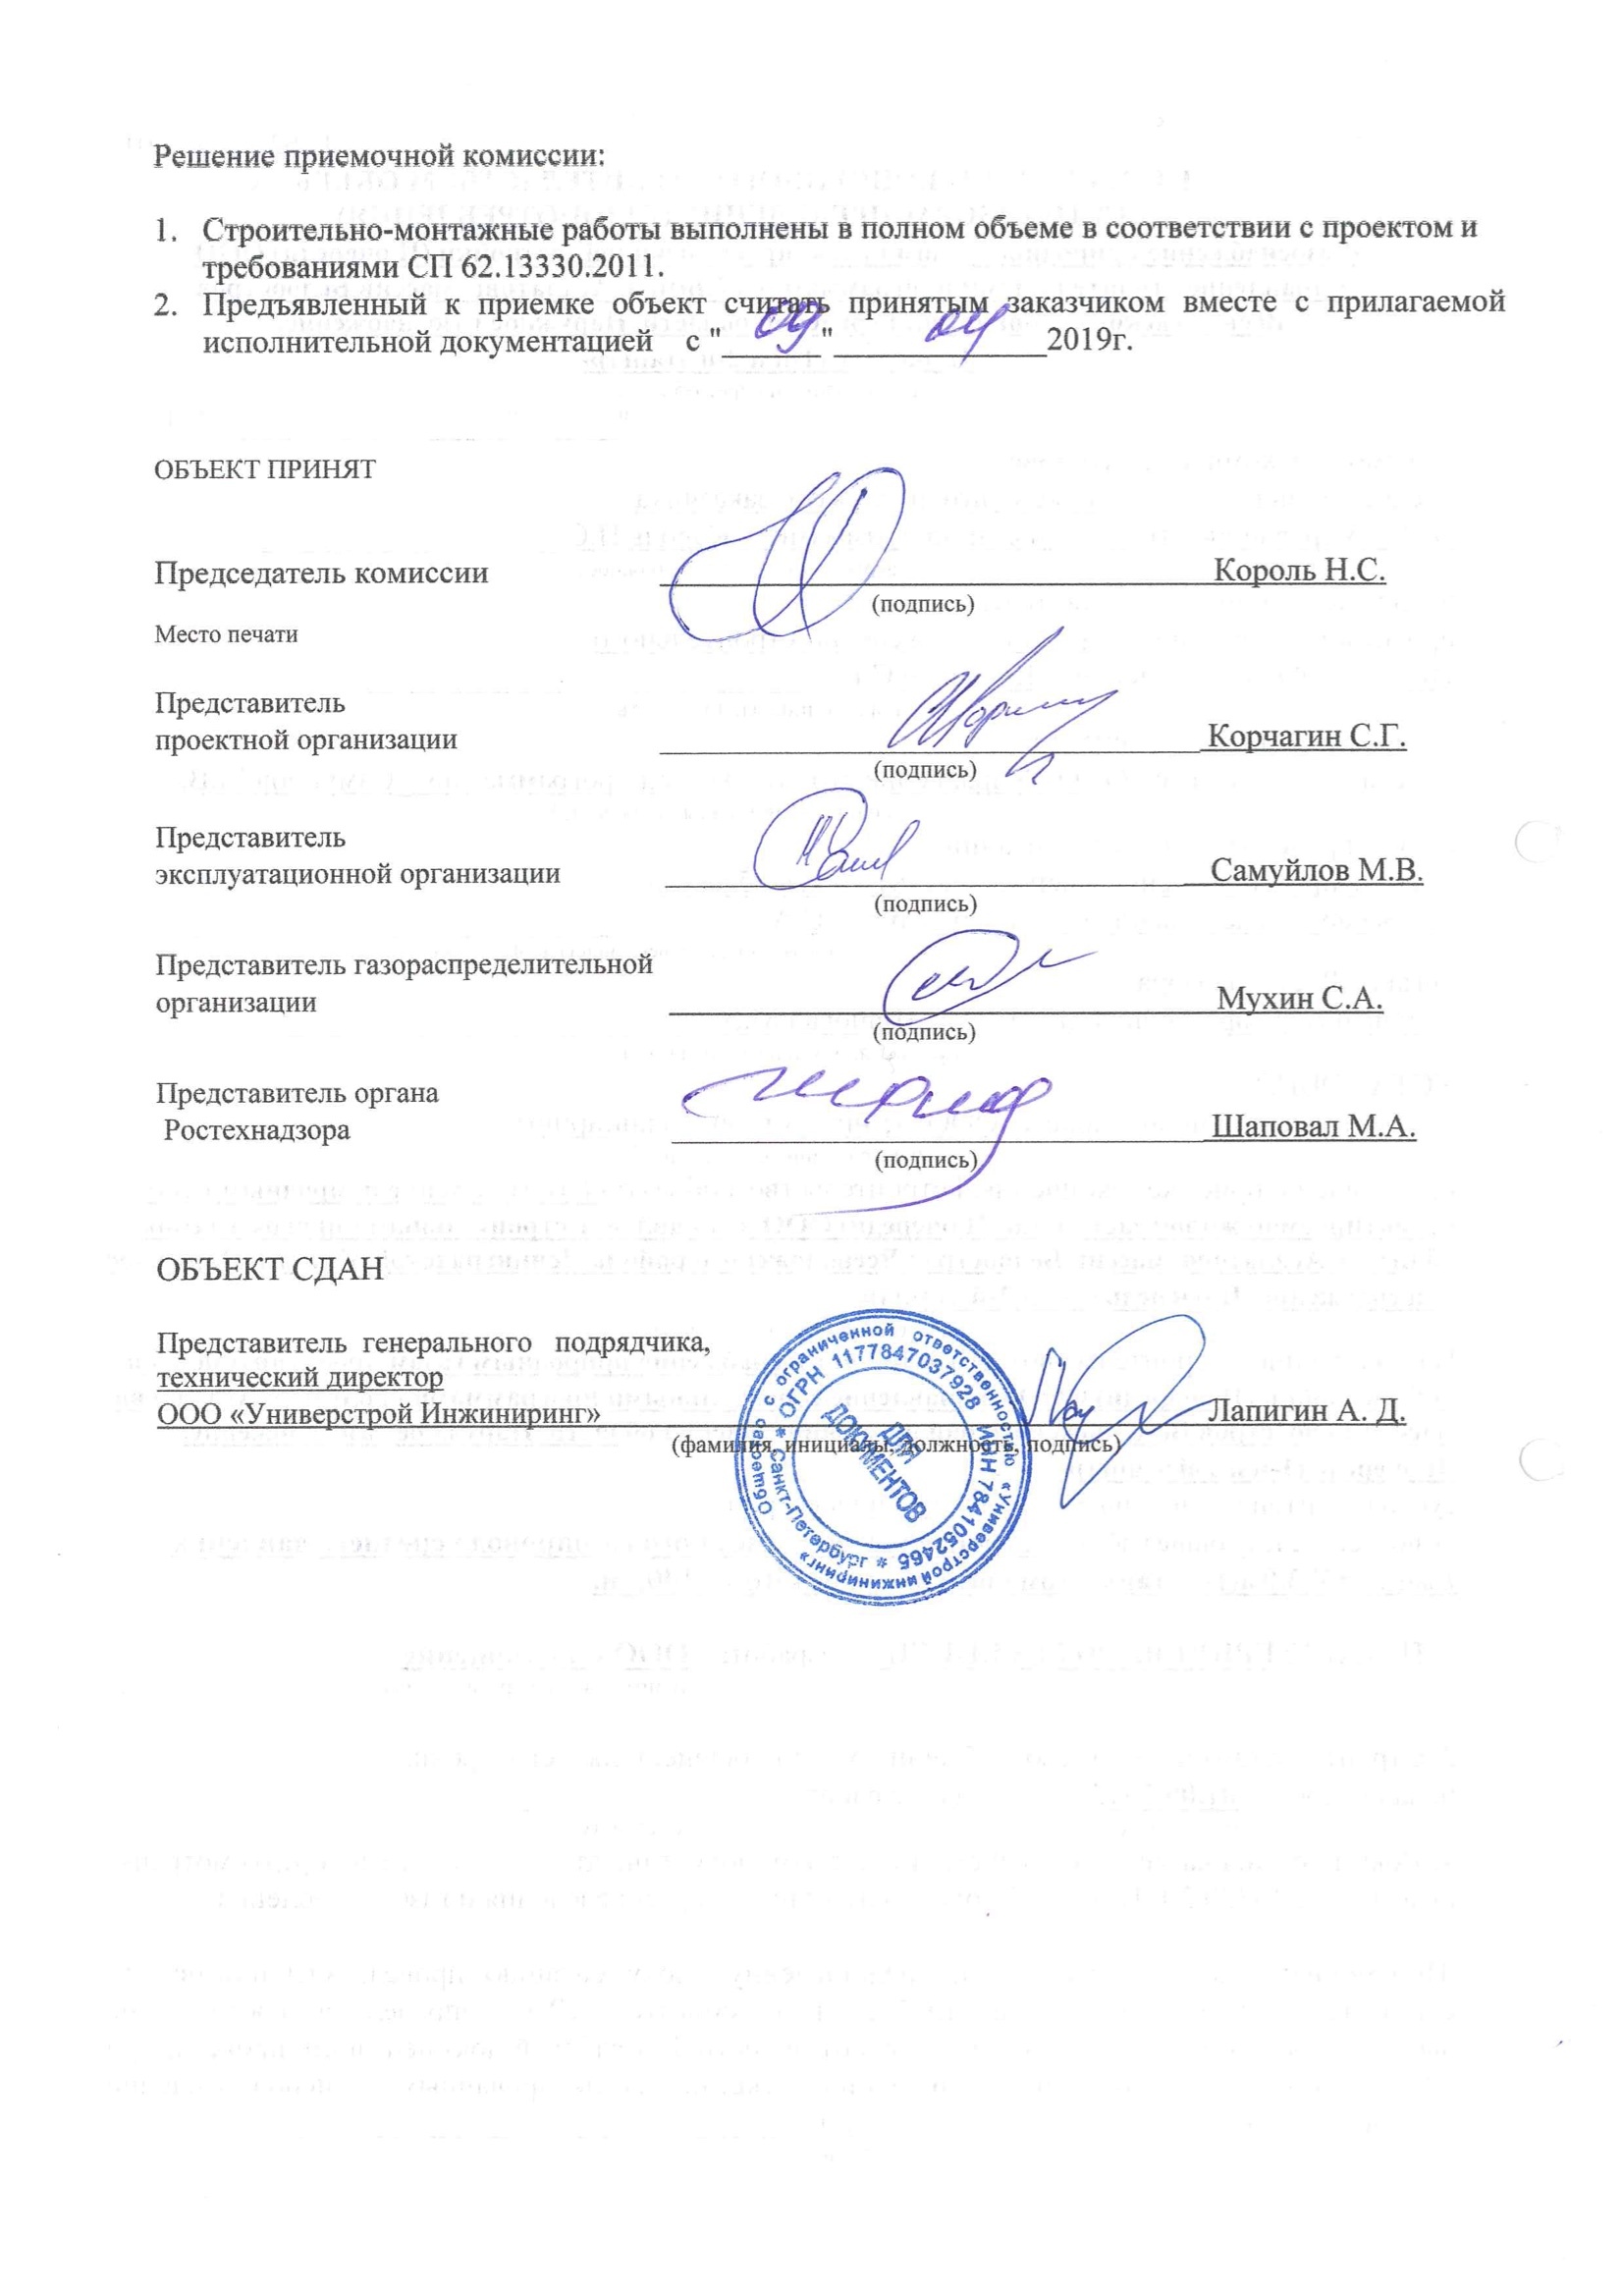 Решение приемочной комиссии:
1. Строительно-монтажные работы выполнены в полном объеме в соответствии с проектом и
требованиями СП 62.13330.2011.
2. Предъявленный к приемке объект считать принятым заказчиком вместе с прилагаемой
исполнительной документацией с "09" 04 2019г.
ОБЪЕКТ ПРИНЯТ
Председатель комиссии Король Н.С.
(подпись)
Место печати
Представитель
проектной организации Корчагин С.Г.
(подпись)
Представитель
эксплуатационной организации Самуйлов М.В.
(подпись)
Представитель газораспределительной
организации Мухин С.А.
(подпись)
Представитель органа
Ростехнадзора Шаповал М.А.
(подпись)
ОБЪЕКТ СДАН
Представитель генерального подрядчика,
технический директор
ООО «Универстрой Инжиниринг» Лапигин А. Д.
(фамилия, инициалы, должность, подпись)
Общество с ограниченной ответственностью «Универстрой инжиниринг»
* ОГРН 1177847037928 ИНН 7841052465 * Санкт-Петербург
ДЛЯ
ДОКУМЕНТОВ